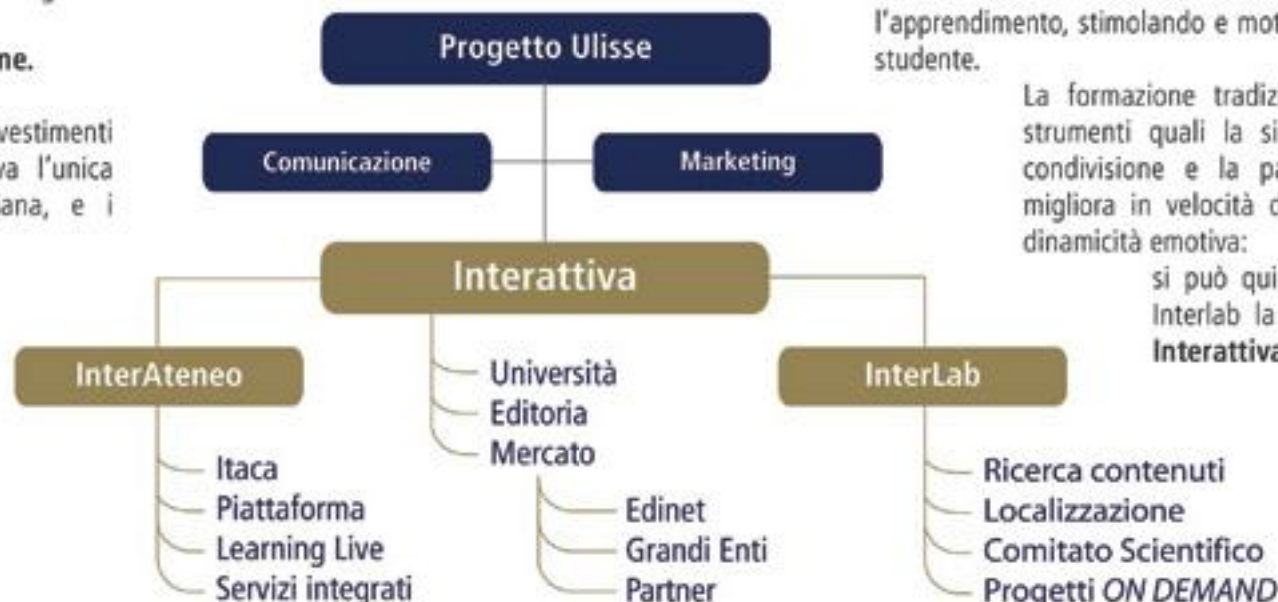 me.
vestimenti
va l'unica
ana, e i
Progetto Ulisse
Comunicazione
Marketing
Interattiva
InterAteneo
Itaca
Piattaforma
Learning Live
Servizi integrati
Università
Editoria
Mercato
Edinet
Grandi Enti
Partner
InterLab
Ricerca contenuti
Localizzazione
Comitato Scientifico
Progetti ON DEMAND
l'apprendimento, stimolando e mot
studente.
La formazione tradiz
strumenti quali la si
condivisione e la pa
migliora in velocità
dinamicità emotiva:
si può qui
Interlab la
Interattiva